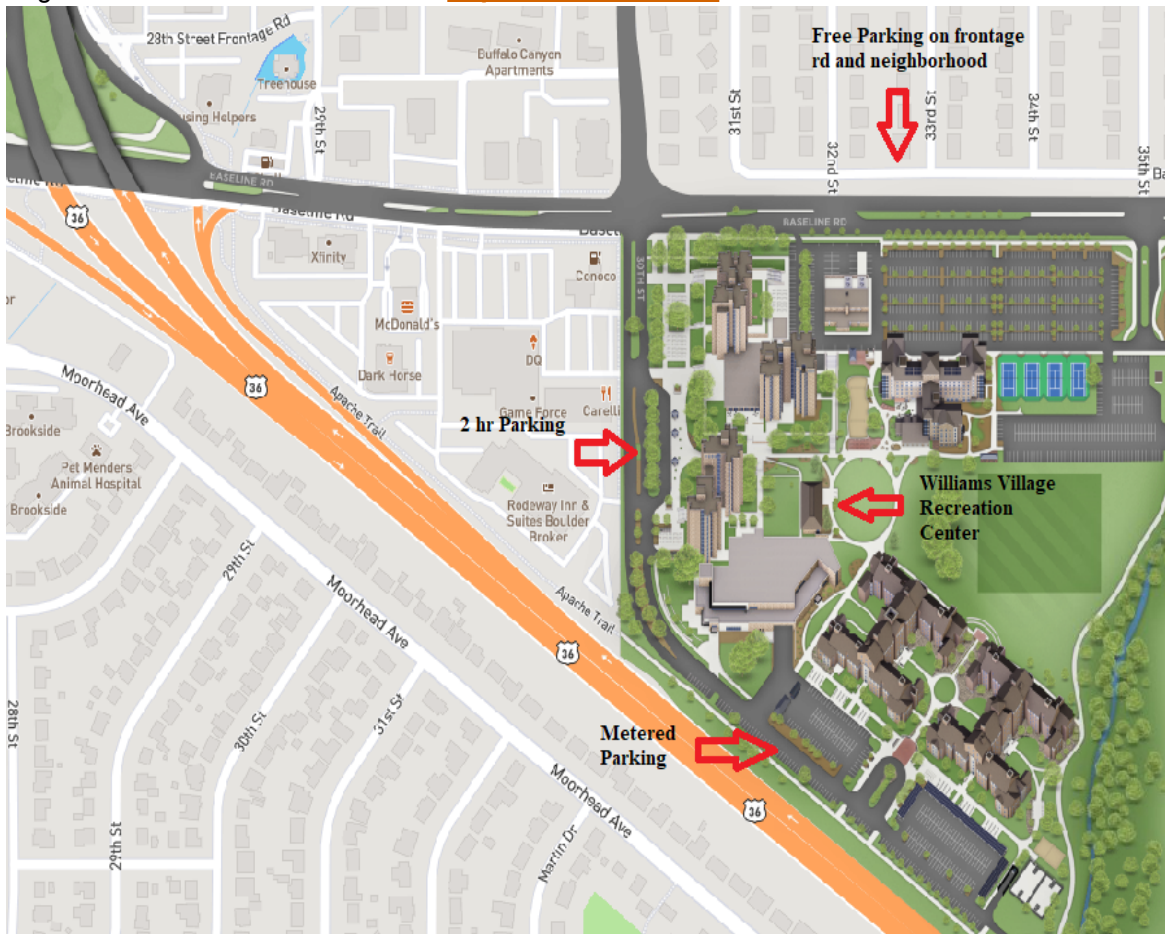 28th Street Frontage Rd
Treehouse
29th St
Buffalo Canyon
Apartments
Free Parking on frontage
rd and neighborhood
31st St
32nd St
33rd St
34th St
35th St
Ba
using Helpers
BASELINE RD
Baseline Rd
BASELINE RD
36
Xfinity
Conoco
30TH ST
McDonald's
DQ
Dark Horse
36
Game Force
Carelli
Apache Trail
Moorhead Ave
2 hr Parking
Brookside
Pet Menders
Animal Hospital
Brookside
Rodeway Inn &
Suites Boulder
Broker
Williams Village
Recreation
Center
29th St
Moorhead Ave
Apache Trail
36
28th St
30th St
31st St
Metered
Parking
Moorhead Ave
36
29th St
Martin Dr